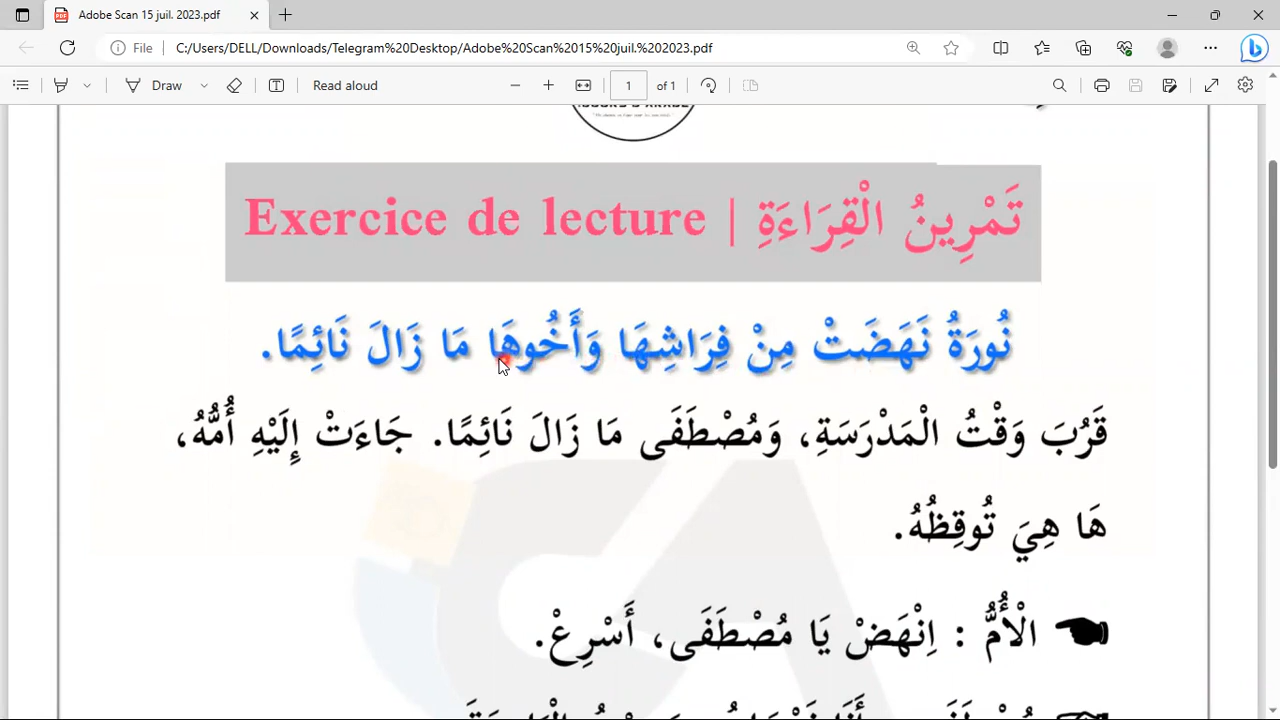 Adobe Scan 15 juil. 2023.pdf
File C:/Users/DELL/Downloads/Telegram%20Desktop/Adobe%20Scan%2015%20juil.%202023.pdf
Draw Read aloud 1 of 1
Exercice de lecture | تَمْرِينُ الْقِرَاءَةِ
نُورَةُ نَهَضَتْ مِنْ فِرَاشِهَا وَأَخُوهَا مَا زَالَ نَائِمًا.
قَرُبَ وَقْتُ الْمَدْرَسَةِ، وَمُصْطَفَى مَا زَالَ نَائِمًا. جَاءَتْ إِلَيْهِ أُمُّهُ،
هَا هِيَ تُوقِظُهُ.
الْأُمُّ : اِنْهَضْ يَا مُصْطَفَى، أَسْرِعْ.